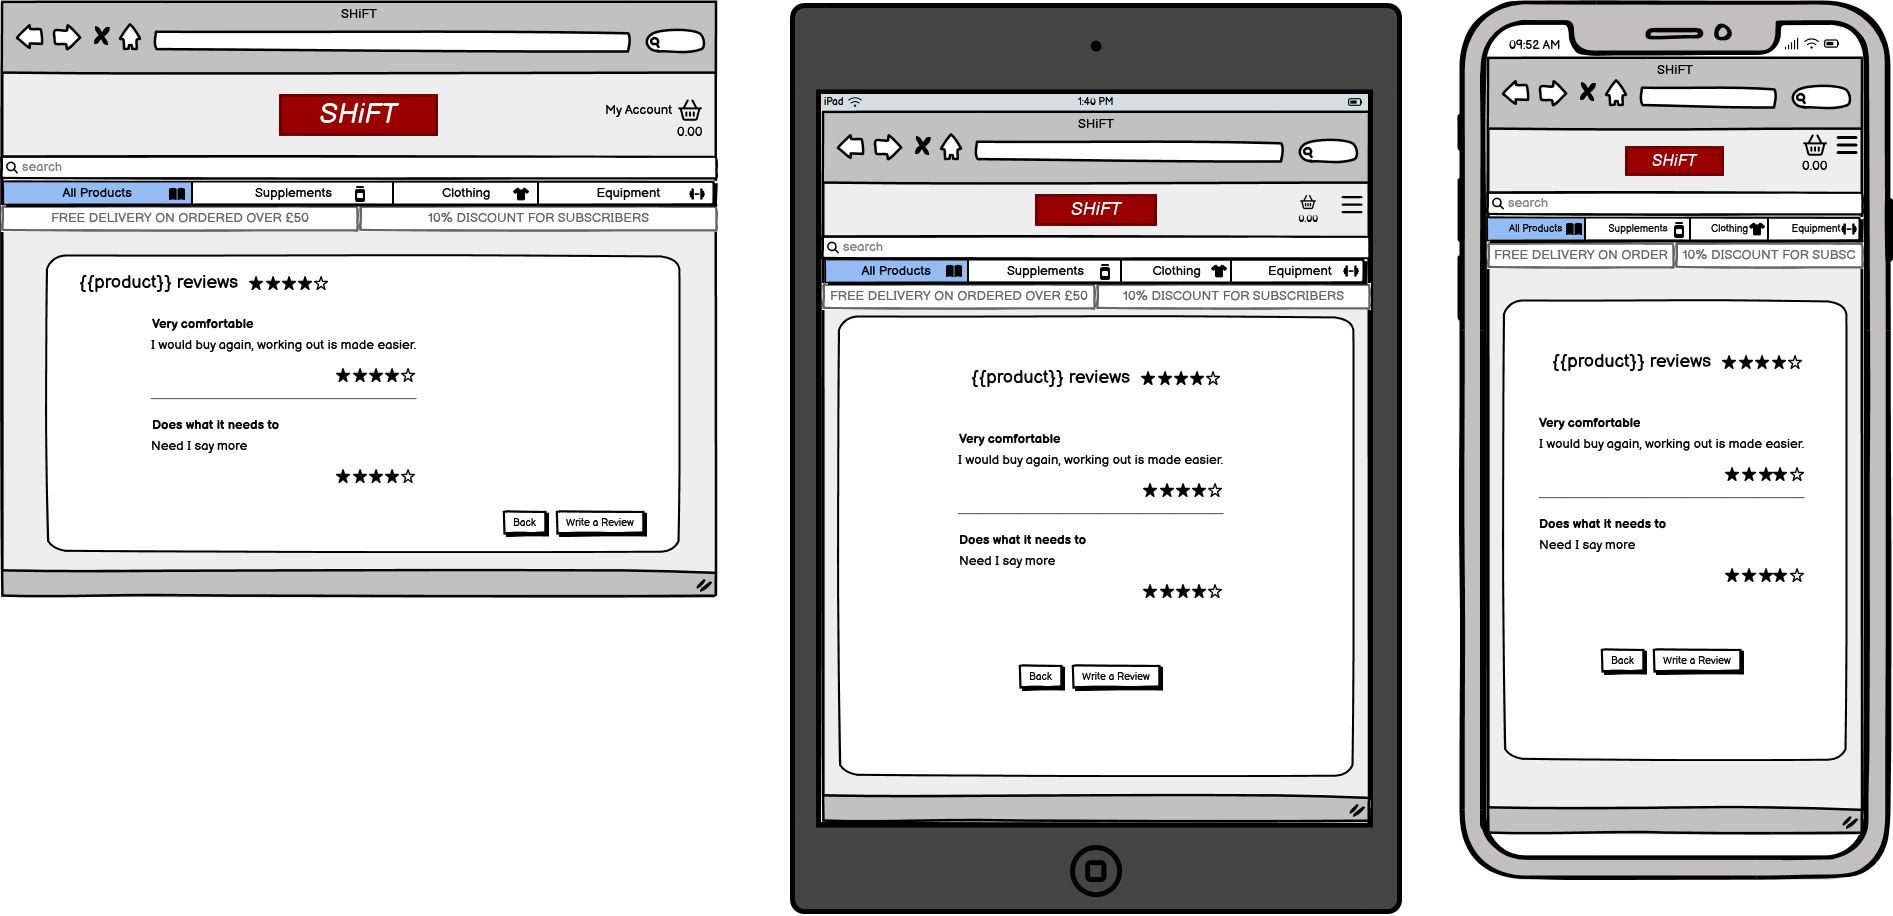 SHiFT
SHiFT
My Account
0.00
search
All Products Supplements Clothing Equipment
FREE DELIVERY ON ORDERED OVER £50 10% DISCOUNT FOR SUBSCRIBERS
{{product}} reviews
Very comfortable
I would buy again, working out is made easier.
Does what it needs to
Need I say more
Back Write a Review
iPad 1:40 PM
SHiFT
SHiFT
0.00
search
All Products Supplements Clothing Equipment
FREE DELIVERY ON ORDERED OVER £50 10% DISCOUNT FOR SUBSCRIBERS
{{product}} reviews
Very comfortable
I would buy again, working out is made easier.
Does what it needs to
Need I say more
Back Write a Review
09:52 AM
SHiFT
SHiFT
0.00
search
All Products Supplements Clothing Equipment
FREE DELIVERY ON ORDER 10% DISCOUNT FOR SUBSC
{{product}} reviews
Very comfortable
I would buy again, working out is made easier.
Does what it needs to
Need I say more
Back Write a Review